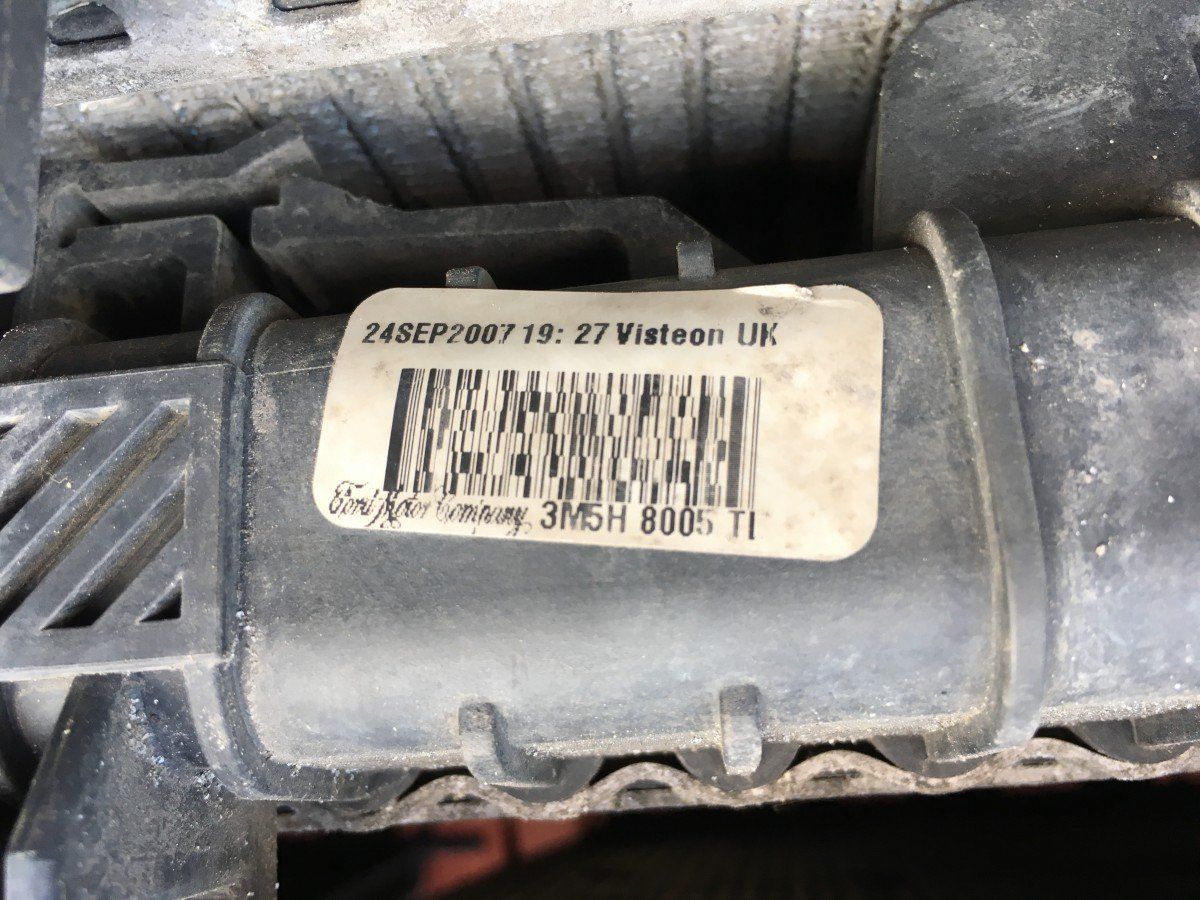 24SEP2007 19: 27 Visteon UK
Ford Motor Company 3M5H 8005 TL